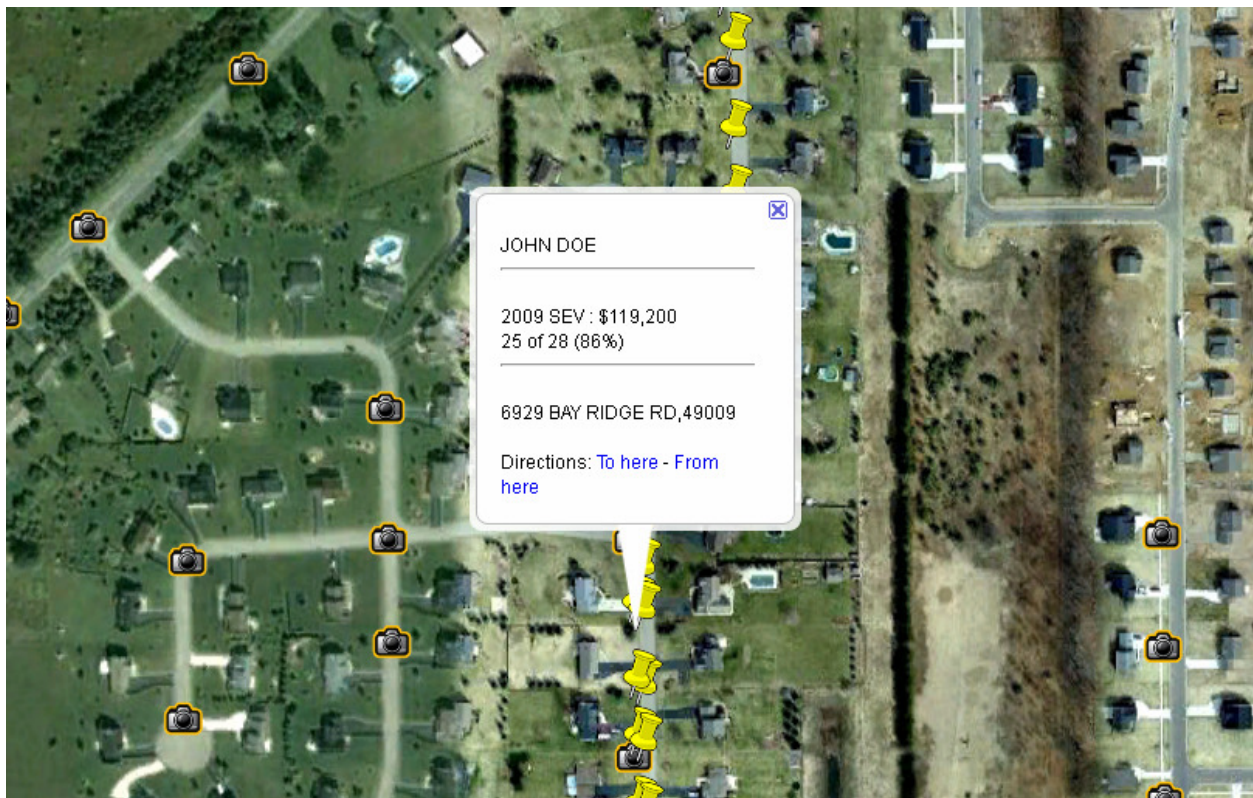 JOHN DOE
2009 SEV : $119,200
25 of 28 (86%)
6929 BAY RIDGE RD,49009
Directions: To here - From
here